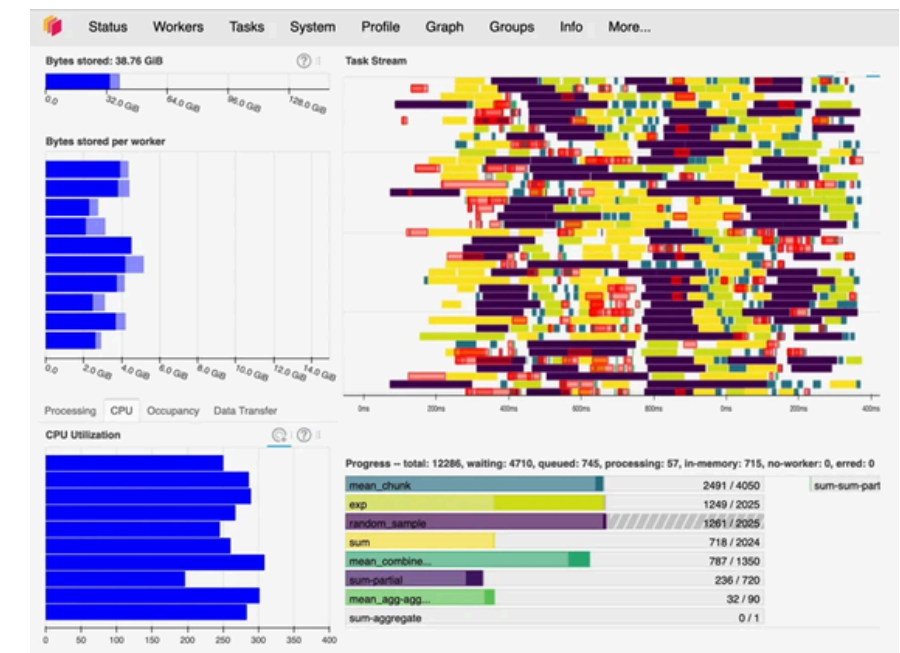 Status Workers Tasks System Profile Graph Groups Info More...
Bytes stored: 38.76 GiB
0.0 32.0 GiB 64.0 GiB 96.0 GiB 128.0 GiB
Bytes stored per worker
0.0 2.0 GiB 4.0 GiB 6.0 GiB 8.0 GiB 10.0 GiB 12.0 GiB 14.0 GiB
Processing CPU Occupancy Data Transfer
CPU Utilization
0 50 100 150 200 250 300 350 400
Task Stream
0ms 200ms 400ms 600ms 800ms 0ms 200ms 400ms
Progress -- total: 12286, waiting: 4710, queued: 745, processing: 57, in-memory: 715, no-worker: 0, erred: 0
mean_chunk 2491 / 4050 sum-sum-part
exp 1249 / 2025
random_sample 1261 / 2025
sum 718 / 2024
mean_combine... 787 / 1350
sum-partial 236 / 720
mean_agg-agg... 32 / 90
sum-aggregate 0 / 1